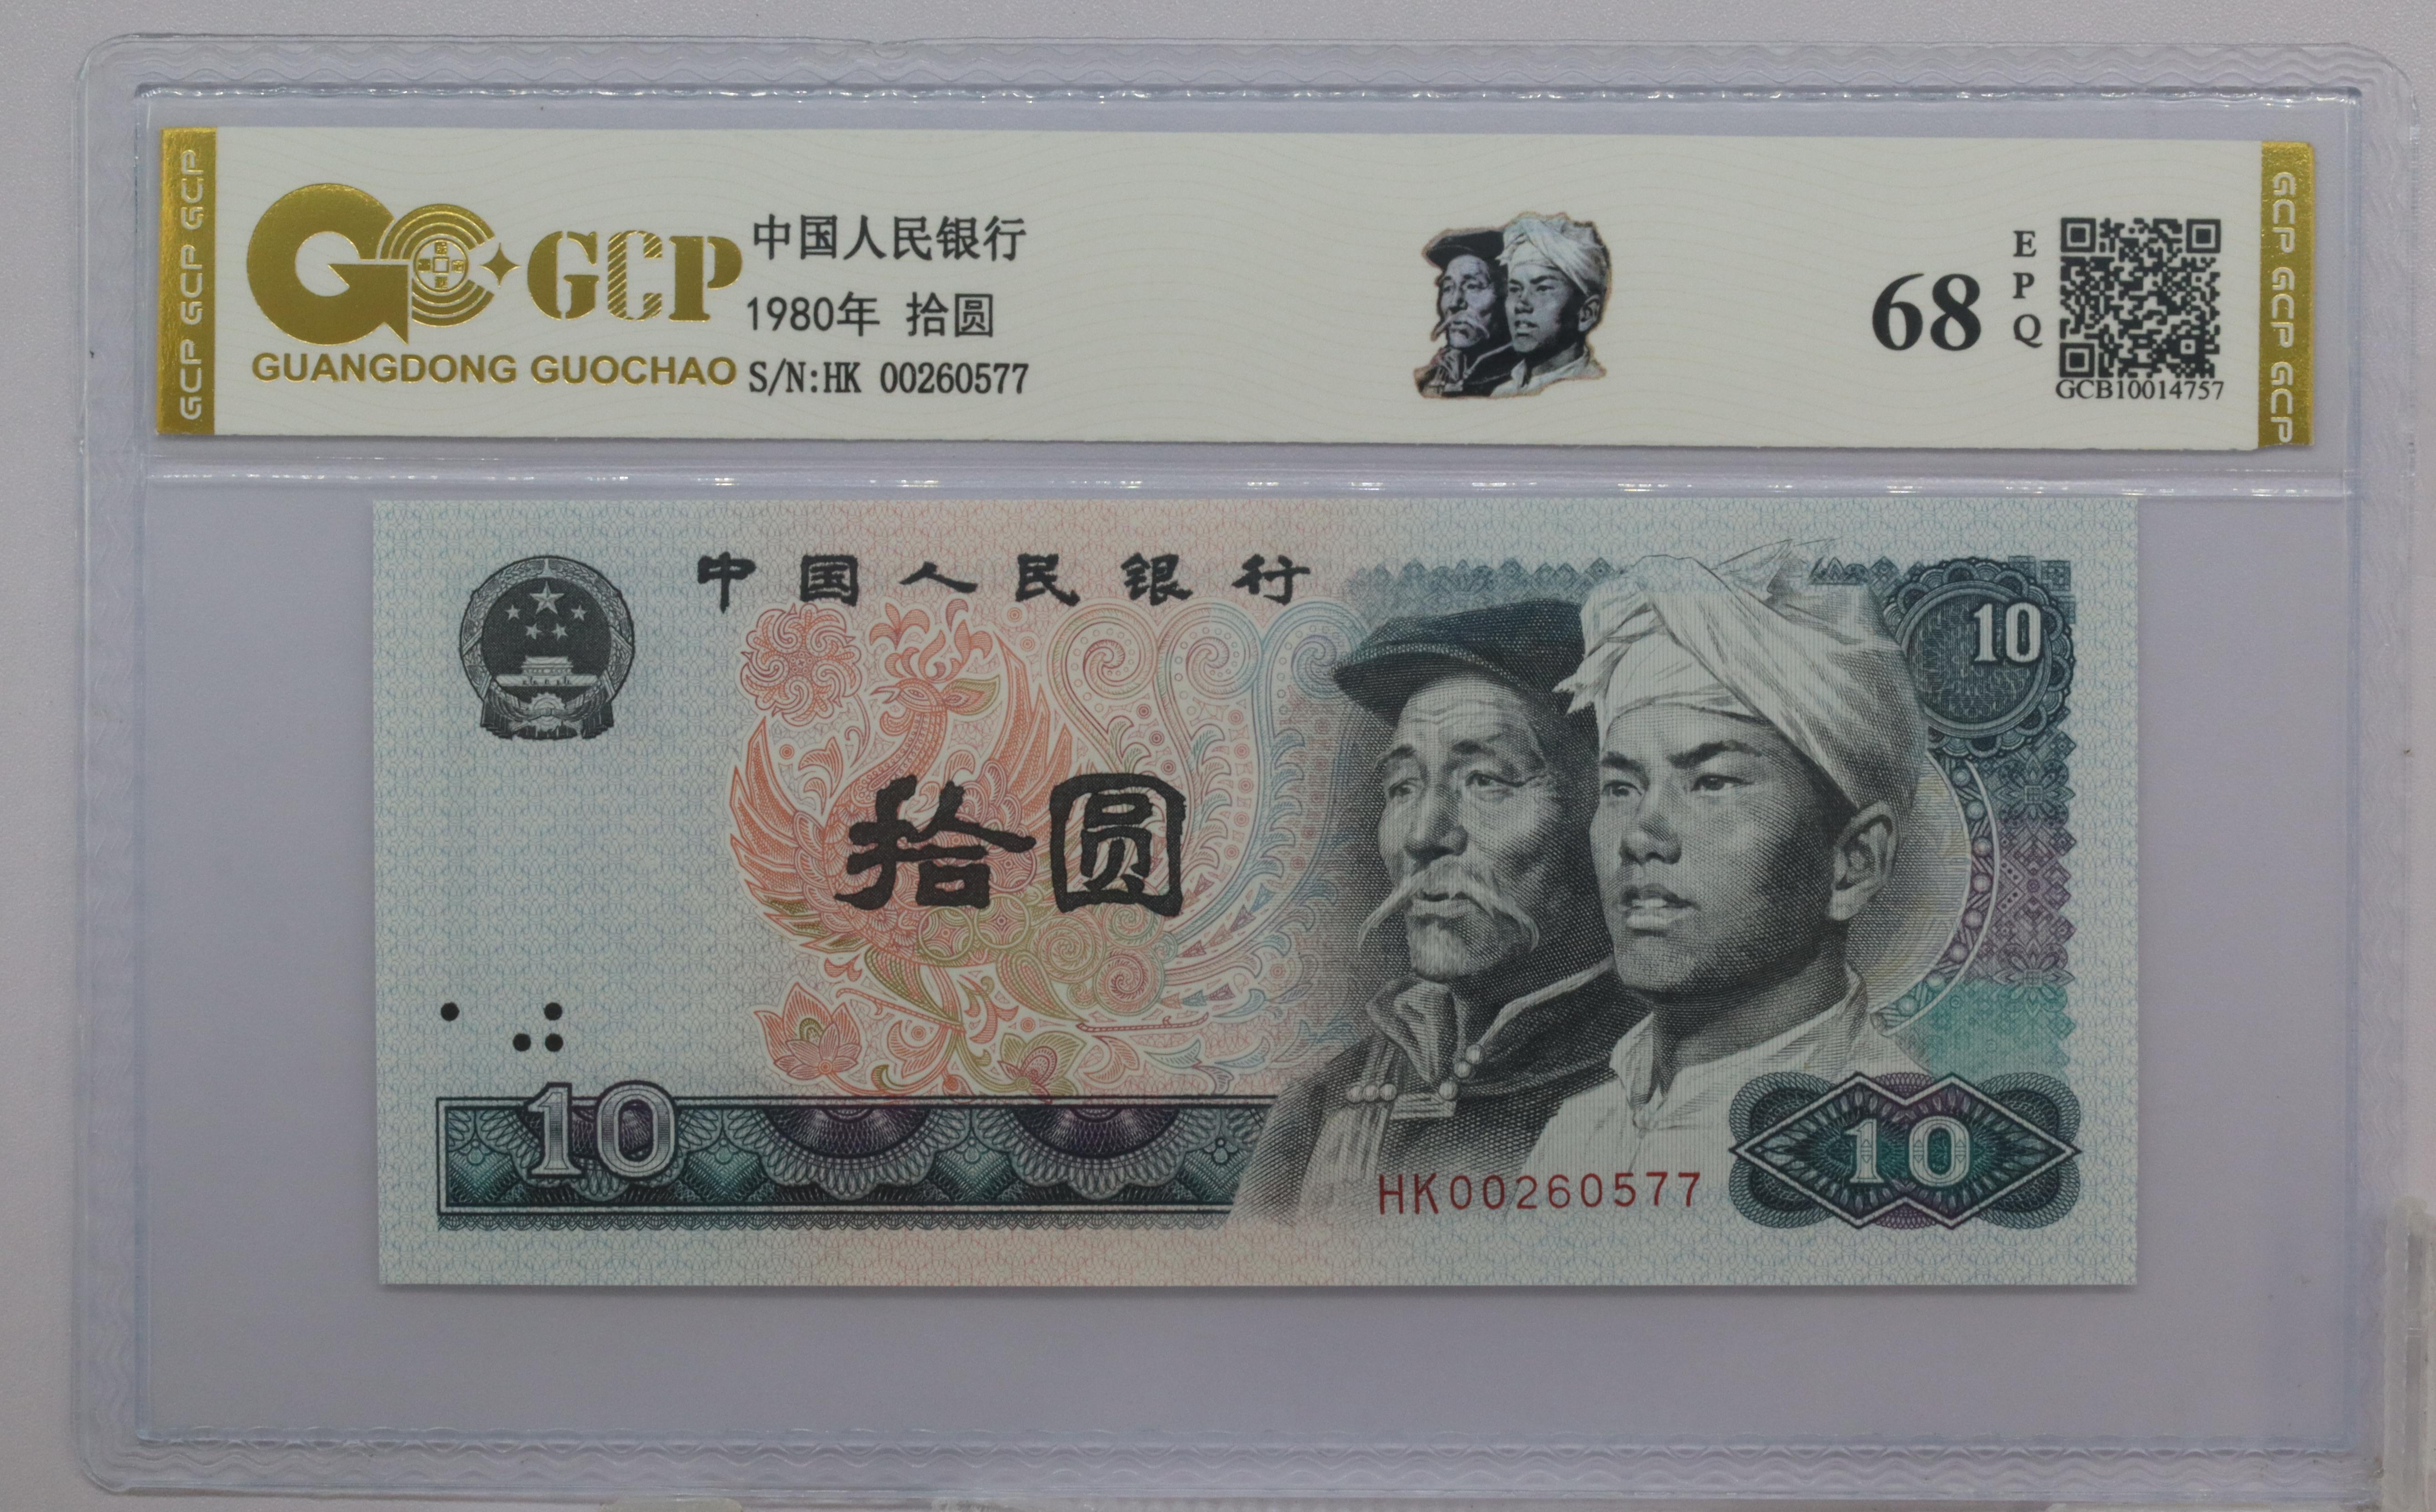 GCP GCP GCP
GCP
GUANGDONG GUOCHAO
中国人民银行
1980年 拾圆
S/N:HK 00260577
68
EPQ
GCB10014757
GCP GCP GCP
中国人民银行
10
拾圆
10
HK00260577
10